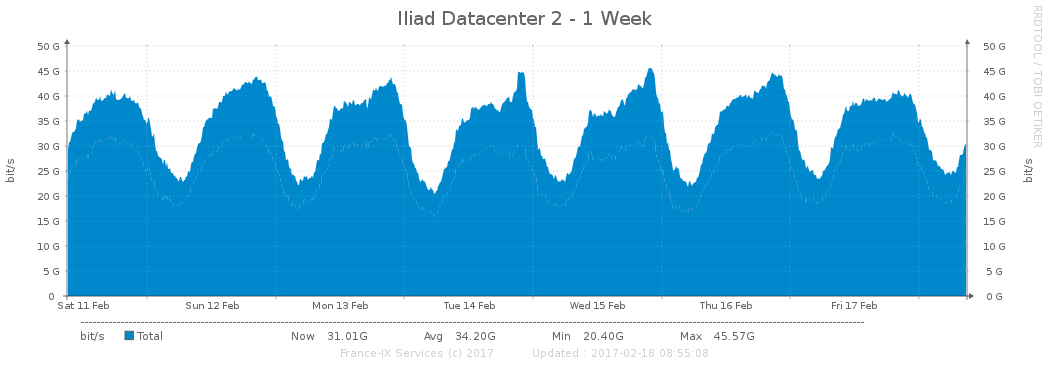 Iliad Datacenter 2 - 1 Week
RRDTOOL / TOBI OETIKER
50 G 50 G
45 G 45 G
40 G 40 G
35 G 35 G
30 G 30 G
25 G 25 G
20 G 20 G
15 G 15 G
10 G 10 G
5 G 5 G
0 0 G
bit/s bit/s
Sat 11 Feb Sun 12 Feb Mon 13 Feb Tue 14 Feb Wed 15 Feb Thu 16 Feb Fri 17 Feb
bit/s Total Now 31.01G Avg 34.20G Min 20.40G Max 45.57G
France-IX Services (c) 2017 Updated : 2017-02-18 08:55:08